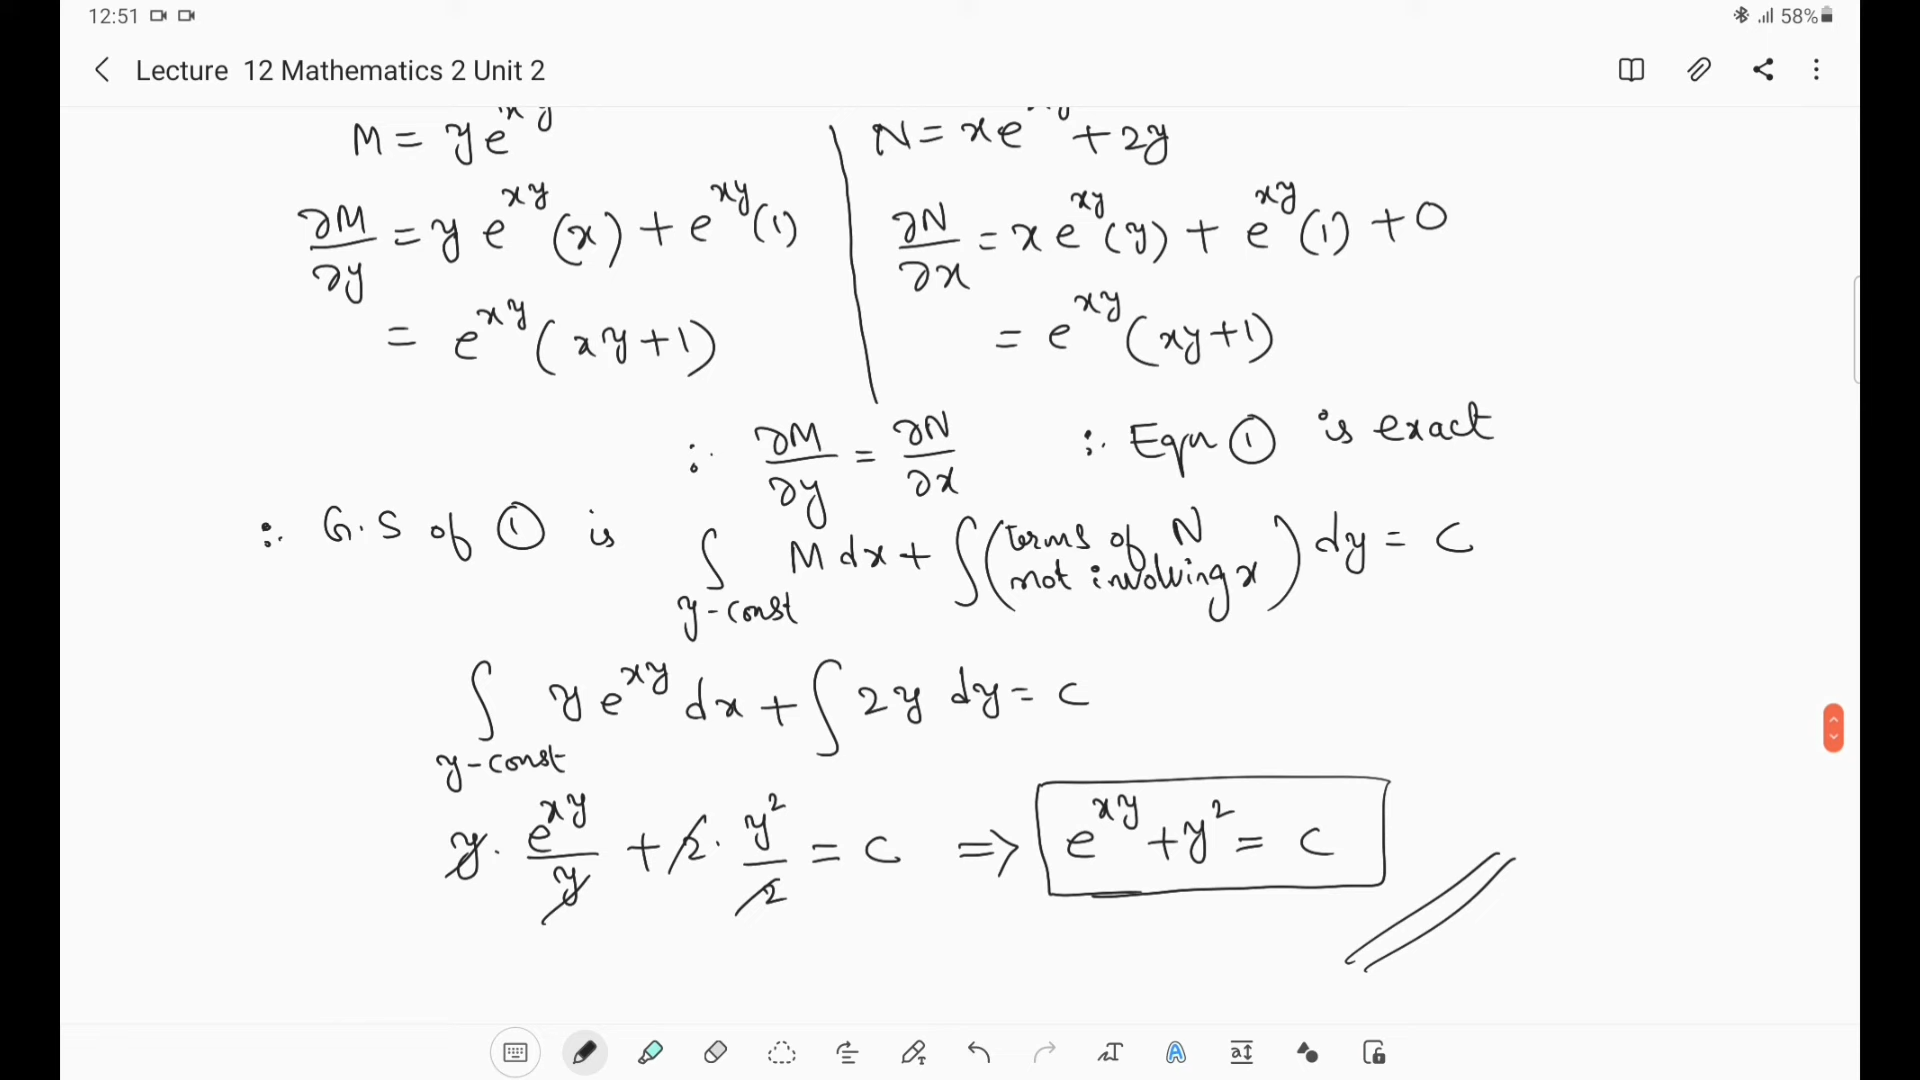 12:51 58%
Lecture 12 Mathematics 2 Unit 2
M = y e^{xy}
N = x e^{xy} + 2y
∂M/∂y = y e^{xy} (x) + e^{xy} (1)
∂N/∂x = x e^{xy} (y) + e^{xy} (1) + 0
= e^{xy} (xy + 1)
= e^{xy} (xy + 1)
∴ ∂M/∂y = ∂N/∂x ∴ Eqn ① is exact
∴ G.S of ① is ∫_{y-const} M dx + ∫ (terms of N not involving x) dy = C
∫_{y-const} y e^{xy} dx + ∫ 2y dy = C
y · e^{xy}/y + 2 · y²/2 = C ⇒ e^{xy} + y² = C